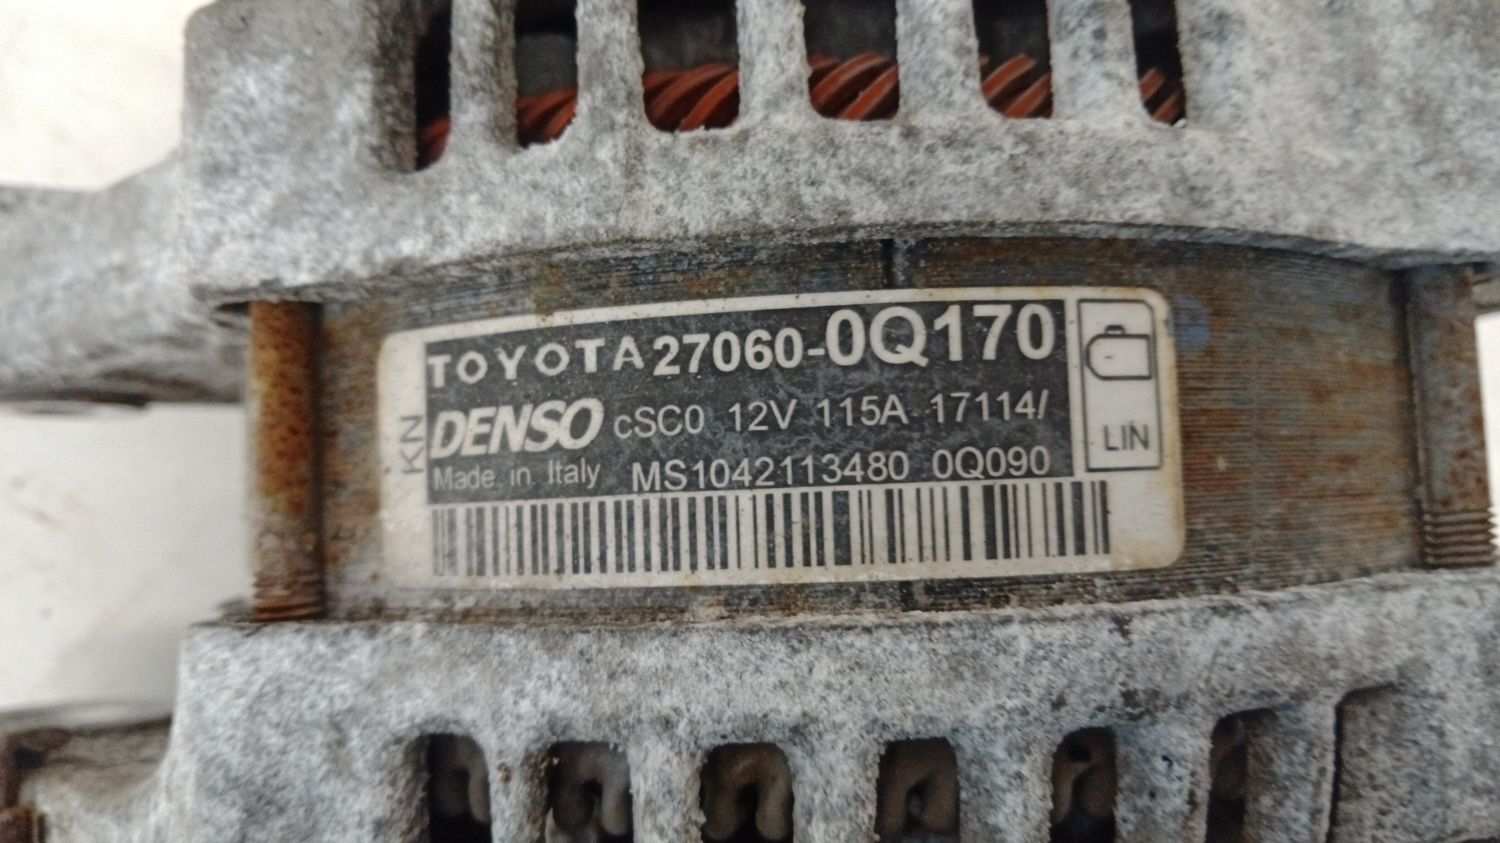 TOYOTA 27060-0Q170
DENSO cSC0 12V 115A 17114/
Made in Italy MS1042113480 0Q090
KN
LIN